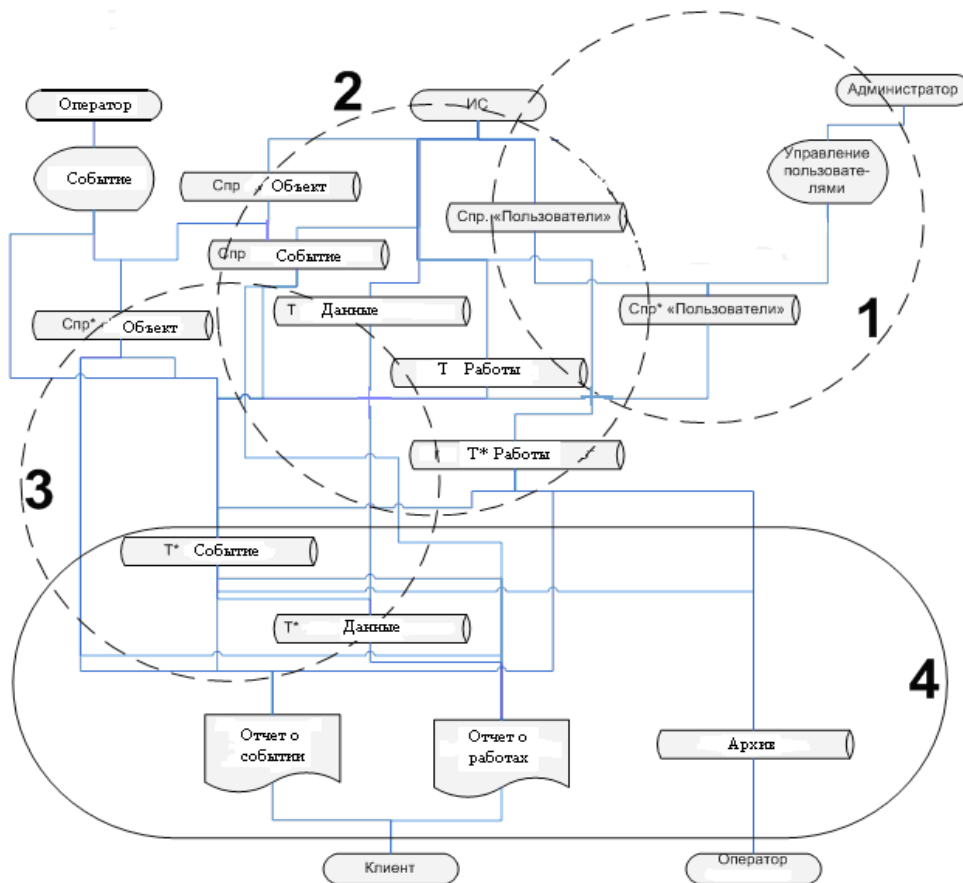 2
ИС
Администратор
Оператор
Событие
Управление
пользовате-
лями
Спр Объект
Спр. «Пользователи»
Спр Событие
Т Данные
Спр* Объект
Спр* «Пользователи»
1
Т Работы
Т* Работы
3
Т* Событие
Т* Данные
4
Отчет о
событии
Отчет о
работах
Архив
Клиент
Оператор